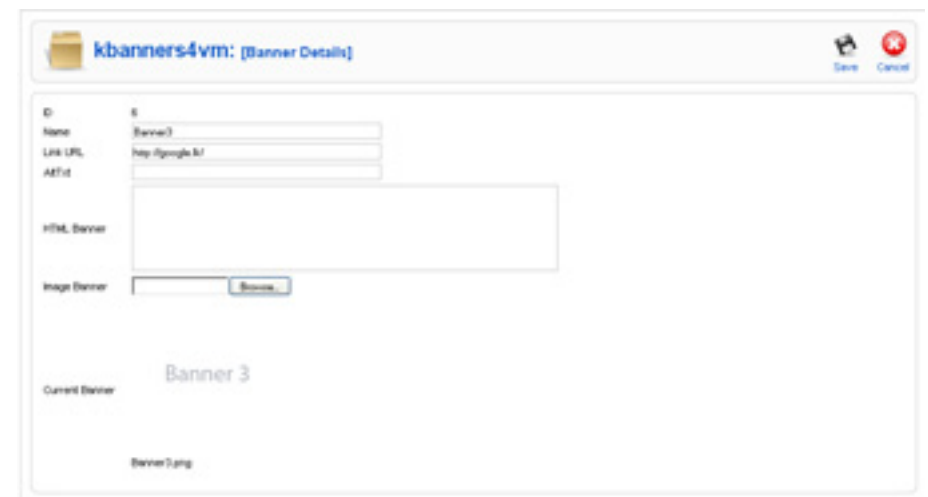 kbanners4vm: [Banner Details]
Save Cancel
ID 6
Name Banner3
Link URL http://google.lk/
AltTxt
HTML Banner
Image Banner Browse...
Banner 3
Current Banner
Banner3.png